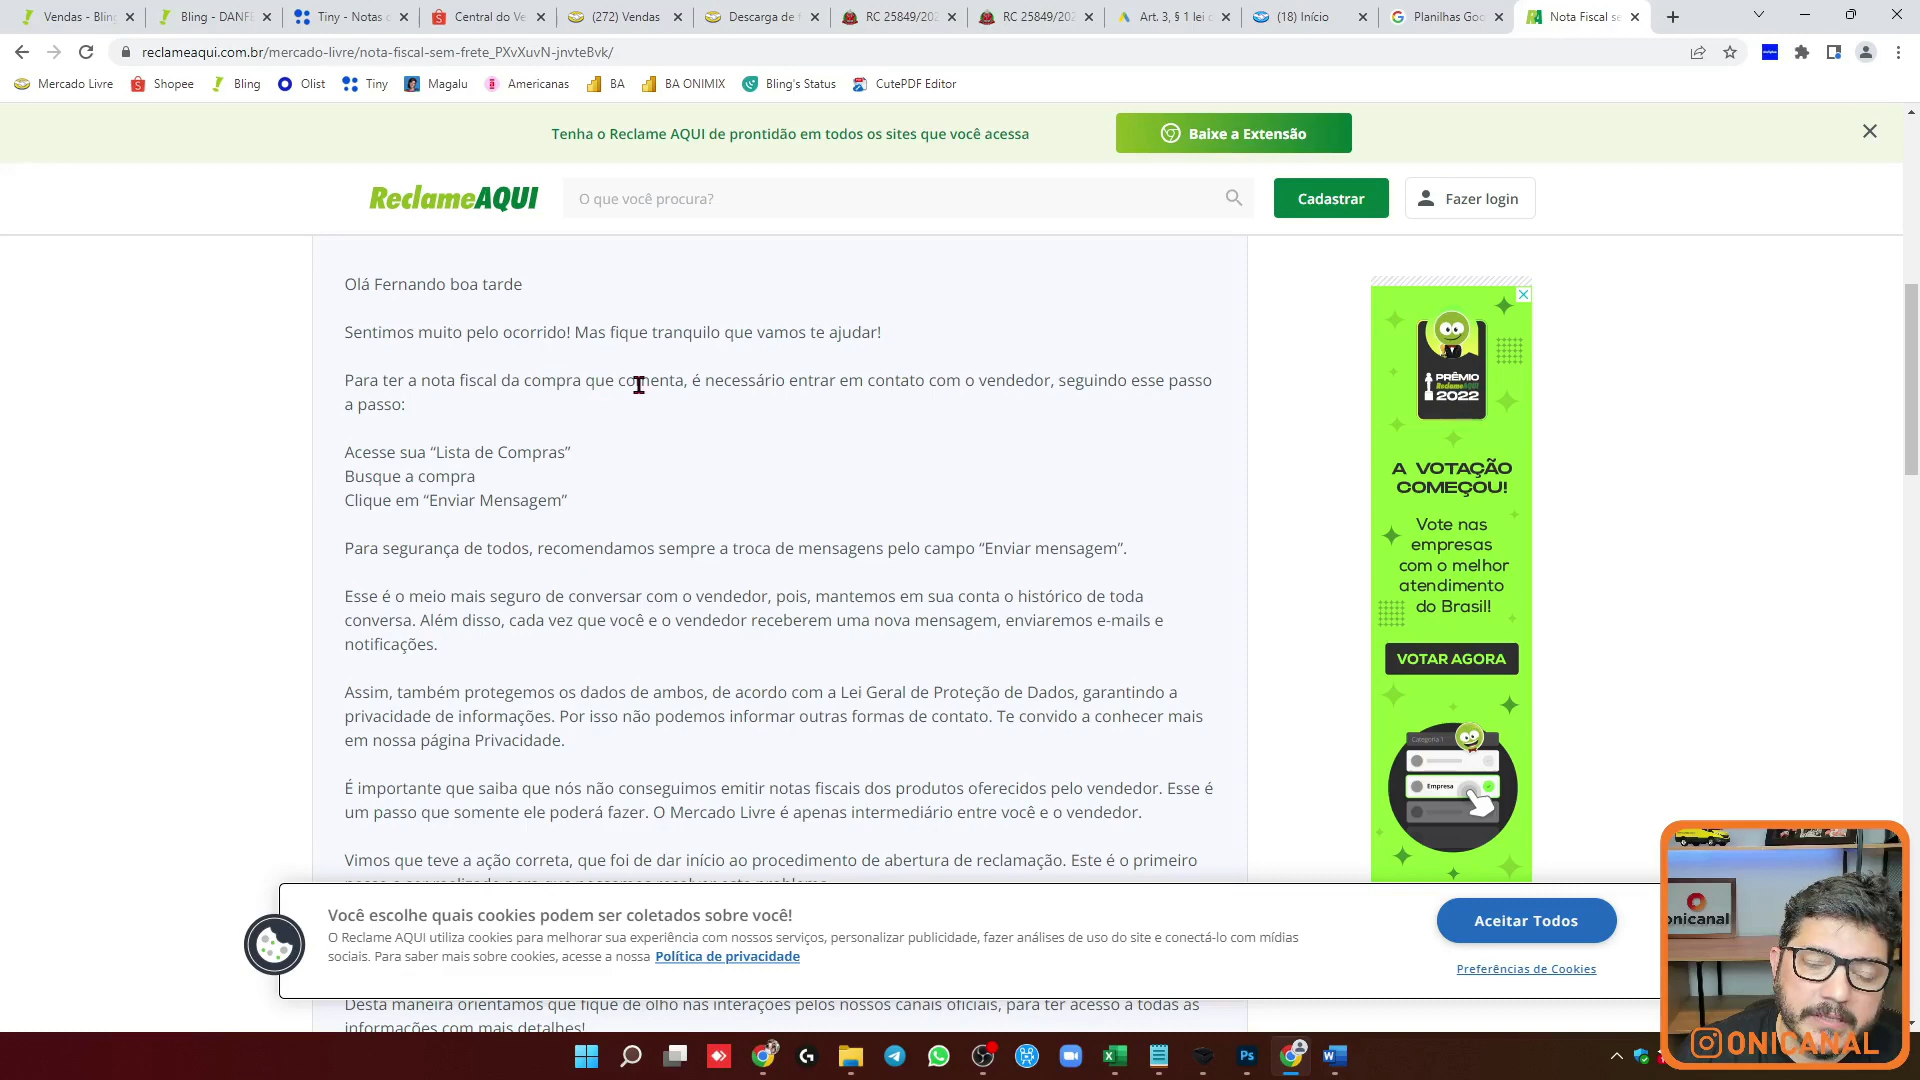 Vendas - Bling
Bling - DANFE
Tiny - Notas
Central do Ve
(272) Vendas
Descarga de
RC 25849/202
RC 25849/202
Art. 3, § 1 lei
(18) Início
Planilhas Goo
Nota Fiscal se
reclameaqui.com.br/mercado-livre/nota-fiscal-sem-frete_PXvXuvN-jnvteBvk/
Mercado Livre
Shopee
Bling
Olist
Tiny
Magalu
Americanas
BA
BA ONIMIX
Bling's Status
CutePDF Editor
Tenha o Reclame AQUI de prontidão em todos os sites que você acessa
Baixe a Extensão
ReclameAQUI
O que você procura?
Cadastrar
Fazer login
Olá Fernando boa tarde
Sentimos muito pelo ocorrido! Mas fique tranquilo que vamos te ajudar!
Para ter a nota fiscal da compra que comenta, é necessário entrar em contato com o vendedor, seguindo esse passo
a passo:
Acesse sua “Lista de Compras”
Busque a compra
Clique em “Enviar Mensagem”
Para segurança de todos, recomendamos sempre a troca de mensagens pelo campo “Enviar mensagem”.
Esse é o meio mais seguro de conversar com o vendedor, pois, mantemos em sua conta o histórico de toda
conversa. Além disso, cada vez que você e o vendedor receberem uma nova mensagem, enviaremos e-mails e
notificações.
Assim, também protegemos os dados de ambos, de acordo com a Lei Geral de Proteção de Dados, garantindo a
privacidade de informações. Por isso não podemos informar outras formas de contato. Te convido a conhecer mais
em nossa página Privacidade.
É importante que saiba que nós não conseguimos emitir notas fiscais dos produtos oferecidos pelo vendedor. Esse é
um passo que somente ele poderá fazer. O Mercado Livre é apenas intermediário entre você e o vendedor.
Vimos que teve a ação correta, que foi de dar início ao procedimento de abertura de reclamação. Este é o primeiro
Desta maneira orientamos que fique de olho nas interações pelos nossos canais oficiais, para ter acesso a todas as
informações com mais detalhes!
PRÊMIO
ReclameAQUI
2022
A VOTAÇÃO
COMEÇOU!
Vote nas
empresas
com o melhor
atendimento
do Brasil!
VOTAR AGORA
Categoria 1
Empresa
Você escolhe quais cookies podem ser coletados sobre você!
O Reclame AQUI utiliza cookies para melhorar sua experiência com nossos serviços, personalizar publicidade, fazer análises de uso do site e conectá-lo com mídias
sociais. Para saber mais sobre cookies, acesse a nossa Política de privacidade
Aceitar Todos
Preferências de Cookies
onicanal
ONICANAL